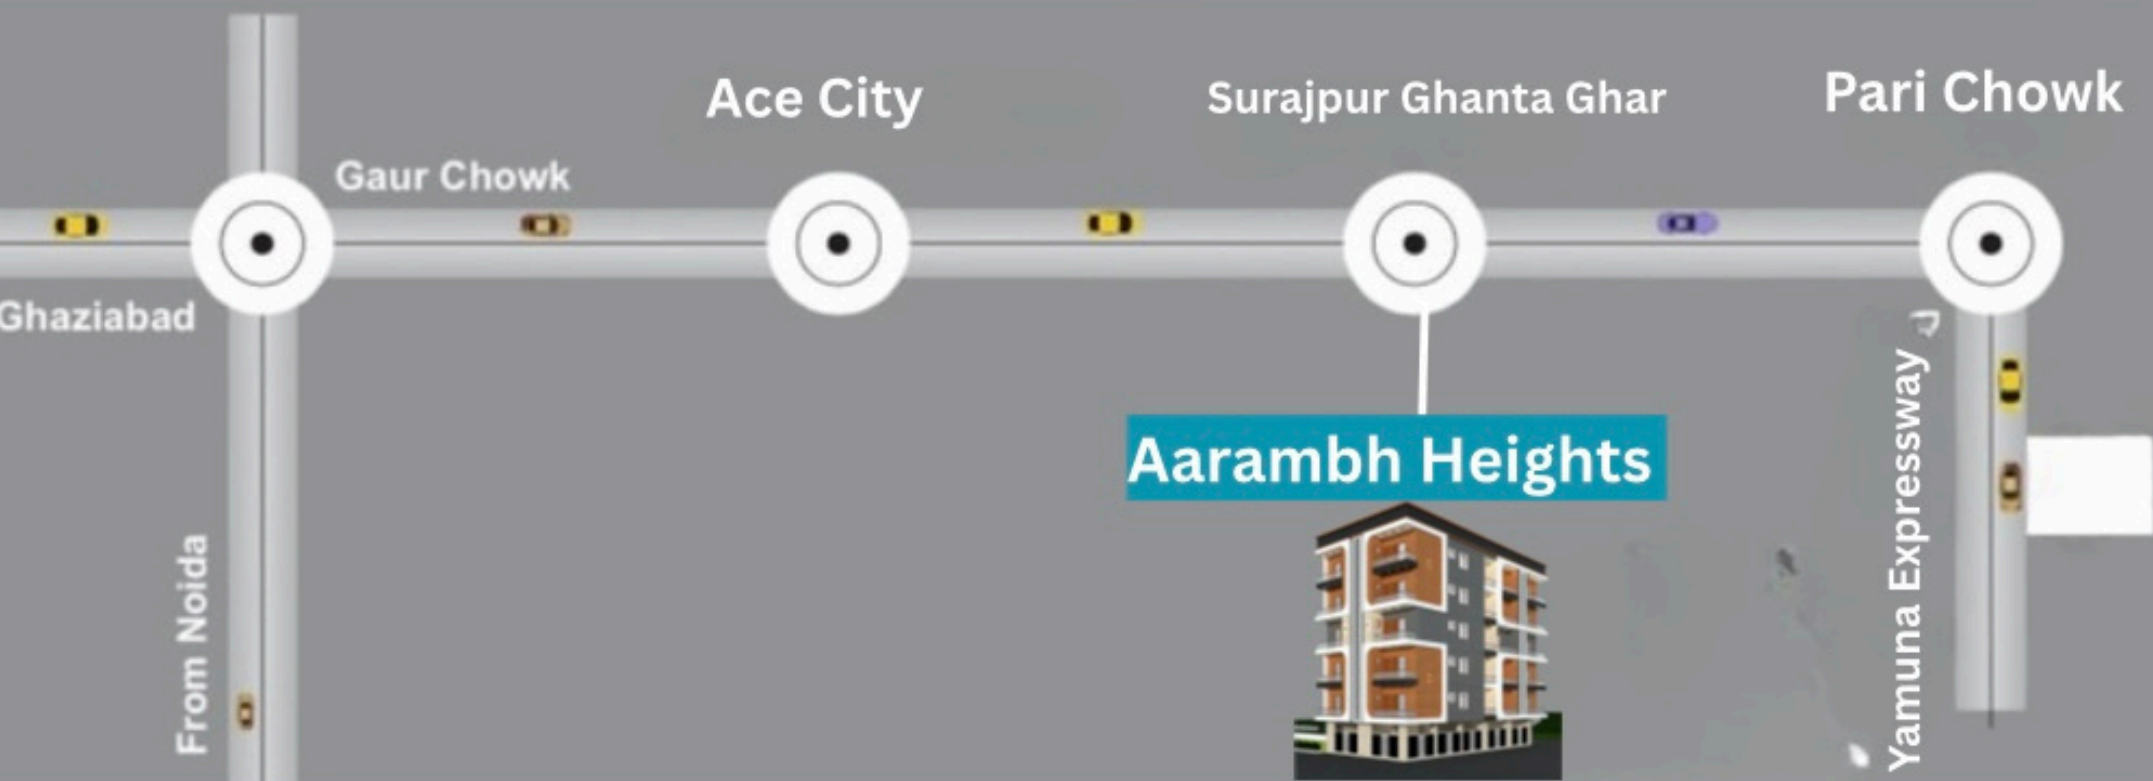 Ace City
Surajpur Ghanta Ghar
Pari Chowk
Gaur Chowk
Ghaziabad
Aarambh Heights
From Noida
Yamuna Expressway